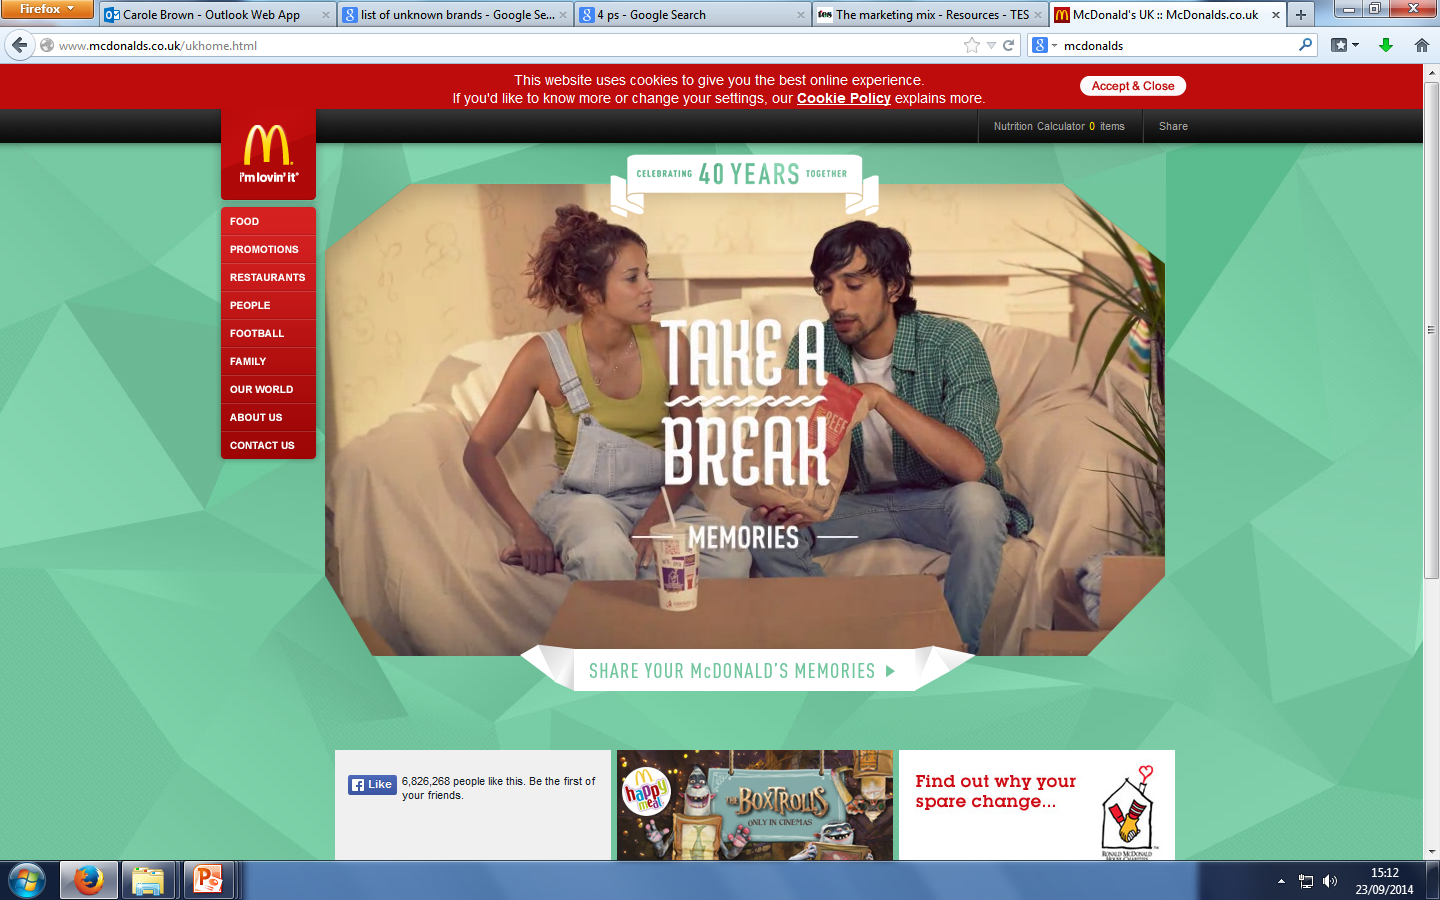 Firefox
Carole Brown - Outlook Web App
list of unknown brands - Google Se...
4 ps - Google Search
tes
The marketing mix - Resources - TES
McDonald's UK :: McDonalds.co.uk
www.mcdonalds.co.uk/ukhome.html
mcdonalds
This website uses cookies to give you the best online experience.
If you'd like to know more or change your settings, our Cookie Policy explains more.
Accept & Close
Nutrition Calculator 0 items
Share
i'm lovin' it
CELEBRATING 40 YEARS TOGETHER
FOOD
PROMOTIONS
RESTAURANTS
PEOPLE
FOOTBALL
FAMILY
OUR WORLD
ABOUT US
CONTACT US
TAKE A
BREAK
MEMORIES
BEEF
SHARE YOUR McDONALD'S MEMORIES
Like
6,826,268 people like this. Be the first of
your friends.
happy
meal
THE BOXTROLLS
ONLY IN CINEMAS
Find out why your
spare change...
RONALD MCDONALD
HOUSE CHARITIES
15:12
23/09/2014